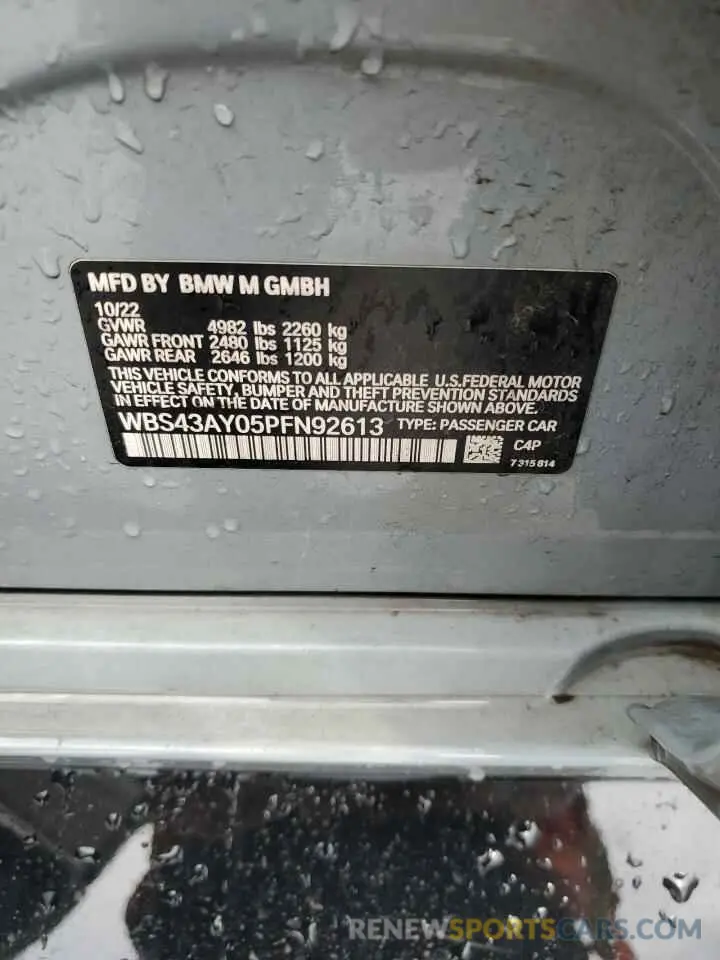 MFD BY BMW M GMBH
10/22
GVWR 4982 lbs 2260 kg
GAWR FRONT 2480 lbs 1125 kg
GAWR REAR 2646 lbs 1200 kg
THIS VEHICLE CONFORMS TO ALL APPLICABLE U.S.FEDERAL MOTOR
VEHICLE SAFETY, BUMPER AND THEFT PREVENTION STANDARDS
IN EFFECT ON THE DATE OF MANUFACTURE SHOWN ABOVE.
WBS43AY05PFN92613 TYPE: PASSENGER CAR
C4P
7315814
RENEWSPORTSCARS.COM